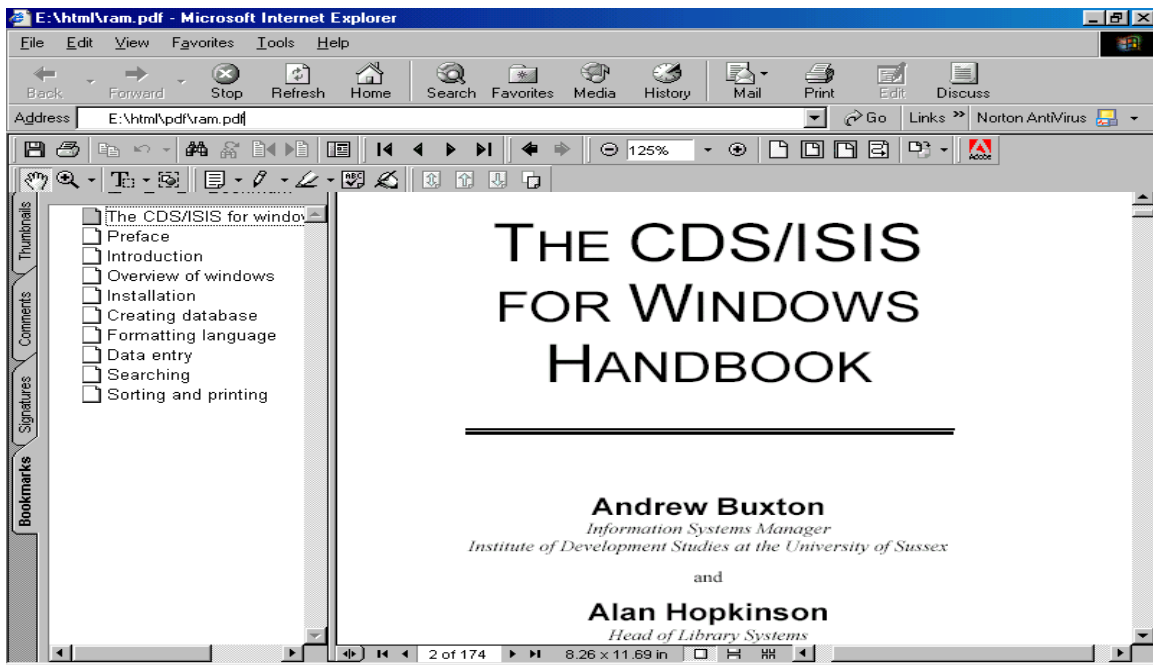 E:\html\ram.pdf - Microsoft Internet Explorer
File Edit View Favorites Tools Help
Back Forward Stop Refresh Home Search Favorites Media History Mail Print Edit Discuss
Address E:\html\pdf\ram.pdf Go Links » Norton AntiVirus
125% Adobe
Thumbnails
Comments
Signatures
Bookmarks
The CDS/ISIS for window
Preface
Introduction
Overview of windows
Installation
Creating database
Formatting language
Data entry
Searching
Sorting and printing
THE CDS/ISIS
FOR WINDOWS
HANDBOOK
Andrew Buxton
Information Systems Manager
Institute of Development Studies at the University of Sussex
and
Alan Hopkinson
Head of Library Systems
2 of 174 8.26 x 11.69 in